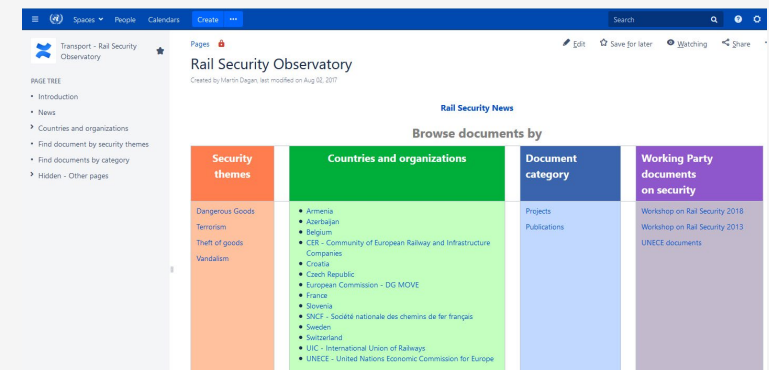 Spaces People Calendars Create ··· Search
Transport - Rail Security
Observatory
PAGE TREE
Introduction
News
Countries and organizations
Find document by security themes
Find documents by category
Hidden - Other pages
Pages
Edit Save for later Watching Share
Rail Security Observatory
Created by Martin Dagan, last modified on Aug 02, 2017
Rail Security News
Browse documents by
Security
themes
Dangerous Goods
Terrorism
Theft of goods
Vandalism
Countries and organizations
Armenia
Azerbaijan
Belgium
CER - Community of European Railway and Infrastructure
Companies
Croatia
Czech Republic
European Commission - DG MOVE
France
Slovenia
SNCF - Société nationale des chemins de fer français
Sweden
Switzerland
UIC - International Union of Railways
UNECE - United Nations Economic Commission for Europe
Document
category
Projects
Publications
Working Party
documents
on security
Workshop on Rail Security 2018
Workshop on Rail Security 2013
UNECE documents